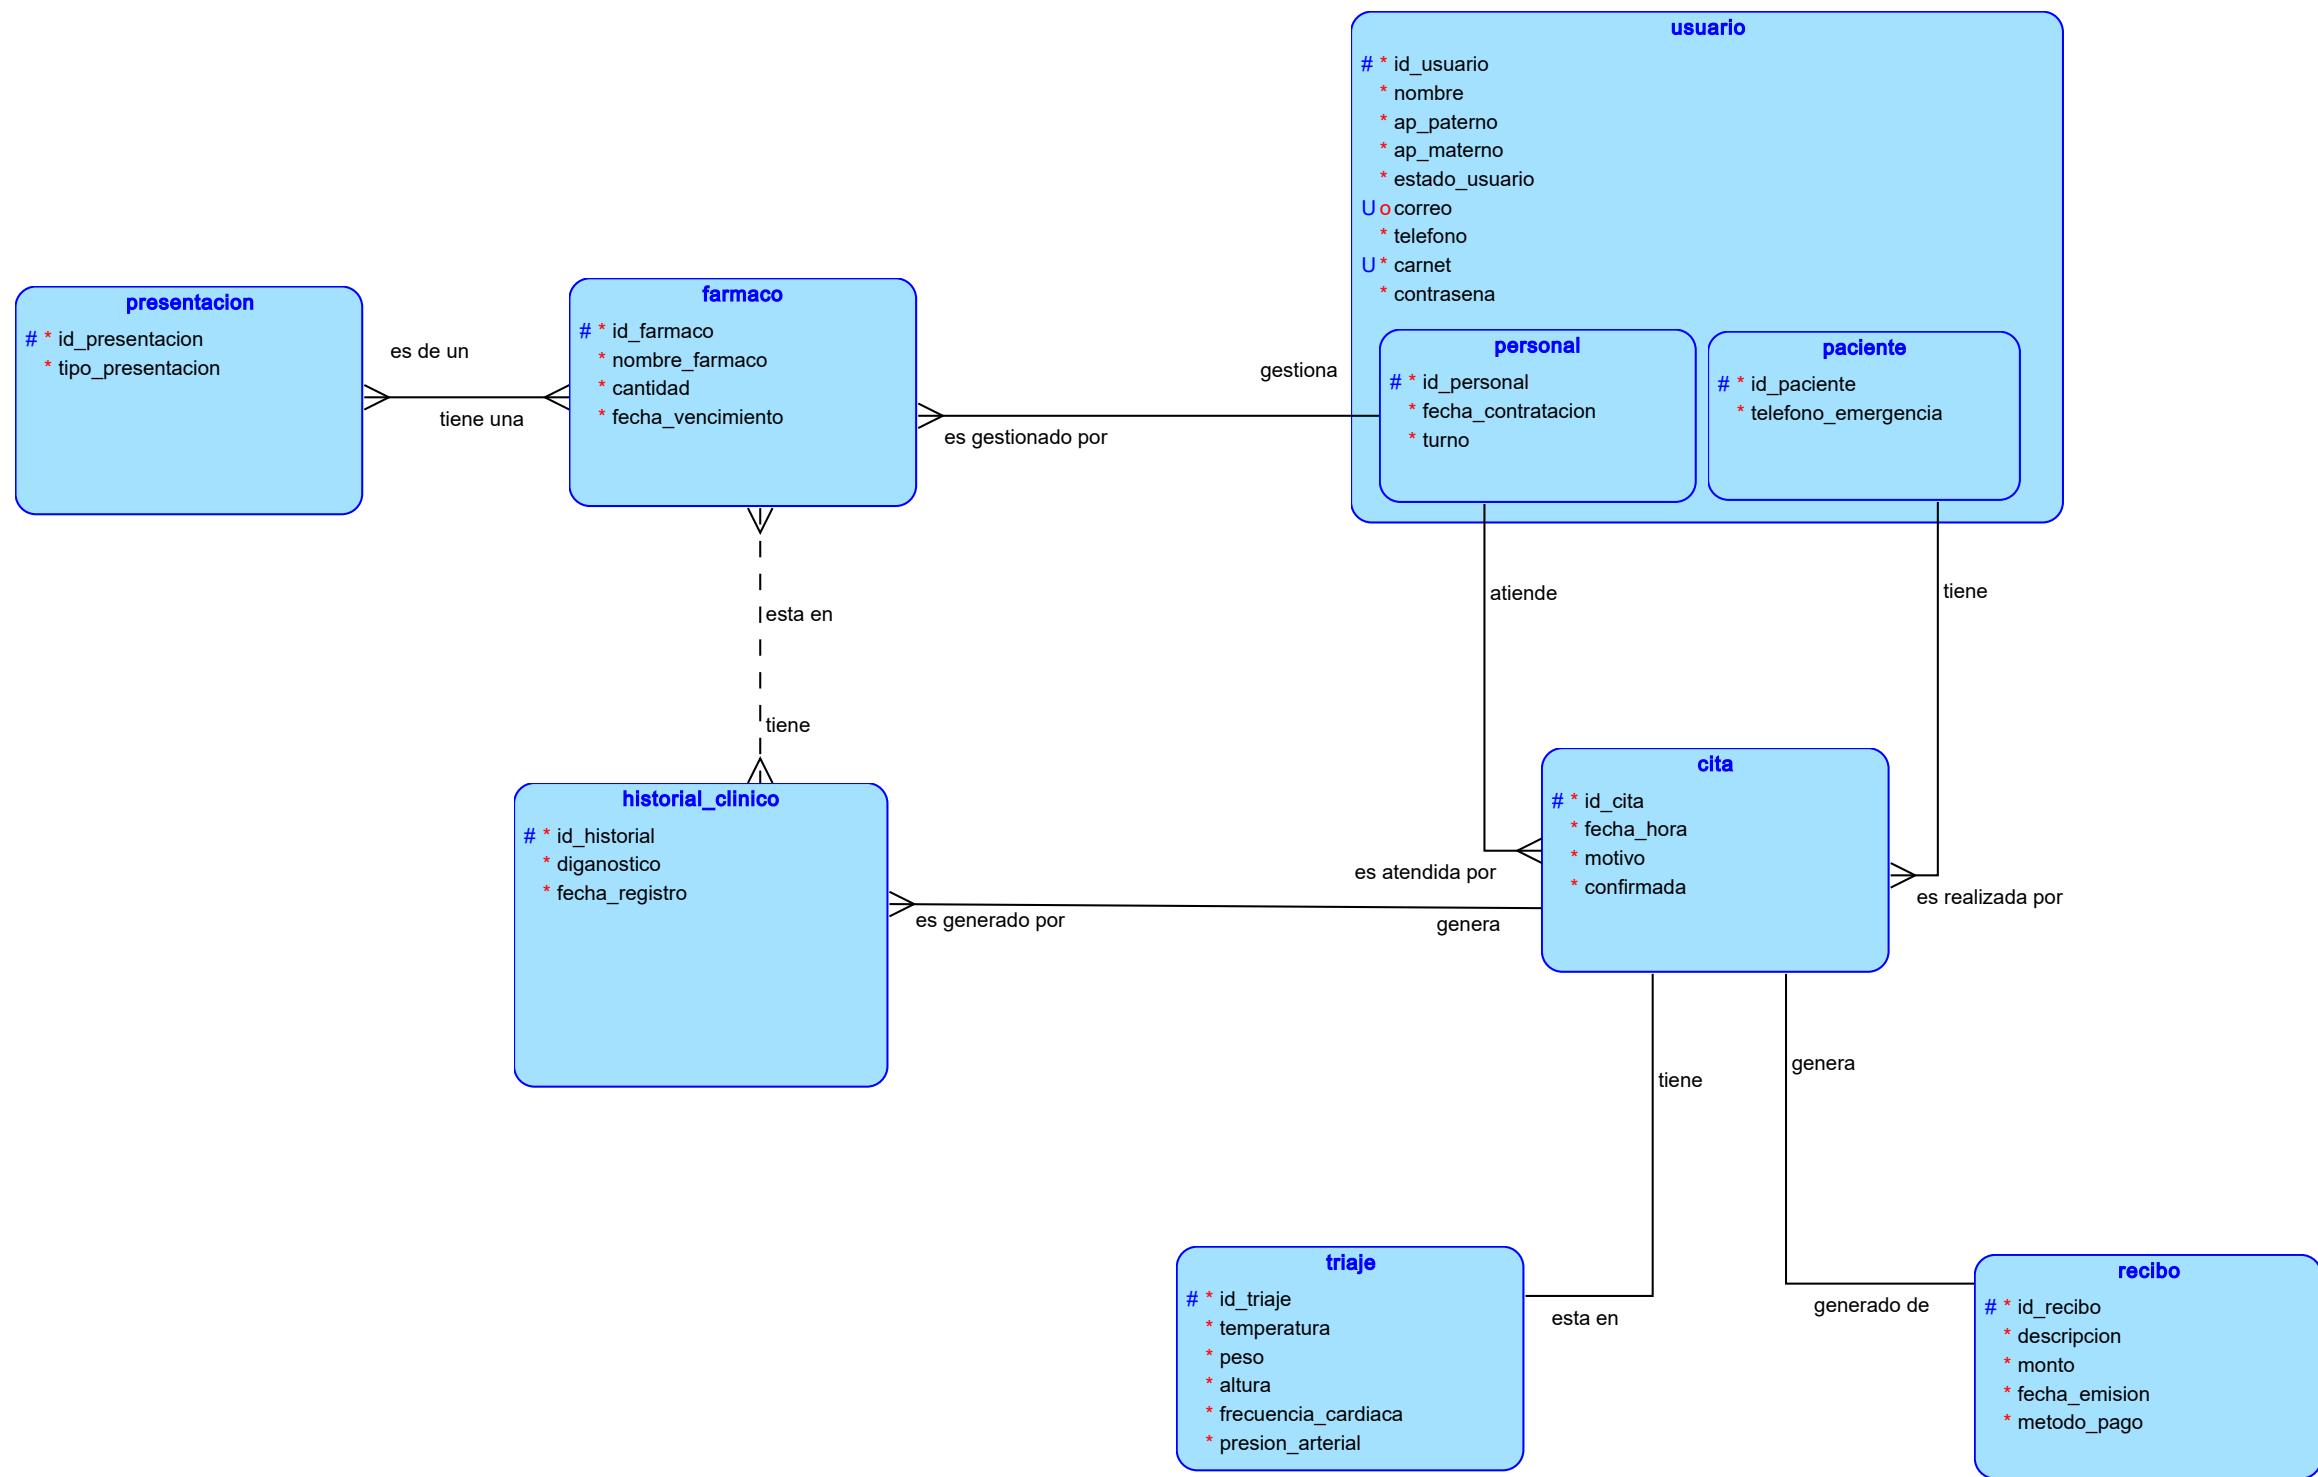 usuario
# * id_usuario
* nombre
* ap_paterno
* ap_materno
* estado_usuario
U o correo
* telefono
U * carnet
* contrasena
personal
# * id_personal
* fecha_contratacion
* turno
paciente
# * id_paciente
* telefono_emergencia
presentacion
# * id_presentacion
* tipo_presentacion
es de un
tiene una
farmaco
# * id_farmaco
* nombre_farmaco
* cantidad
* fecha_vencimiento
gestiona
es gestionado por
esta en
tiene
atiende
tiene
historial_clinico
# * id_historial
* diganostico
* fecha_registro
cita
# * id_cita
* fecha_hora
* motivo
* confirmada
es atendida por
es realizada por
es generado por
genera
tiene
genera
triaje
# * id_triaje
* temperatura
* peso
* altura
* frecuencia_cardiaca
* presion_arterial
esta en
generado de
recibo
# * id_recibo
* descripcion
* monto
* fecha_emision
* metodo_pago